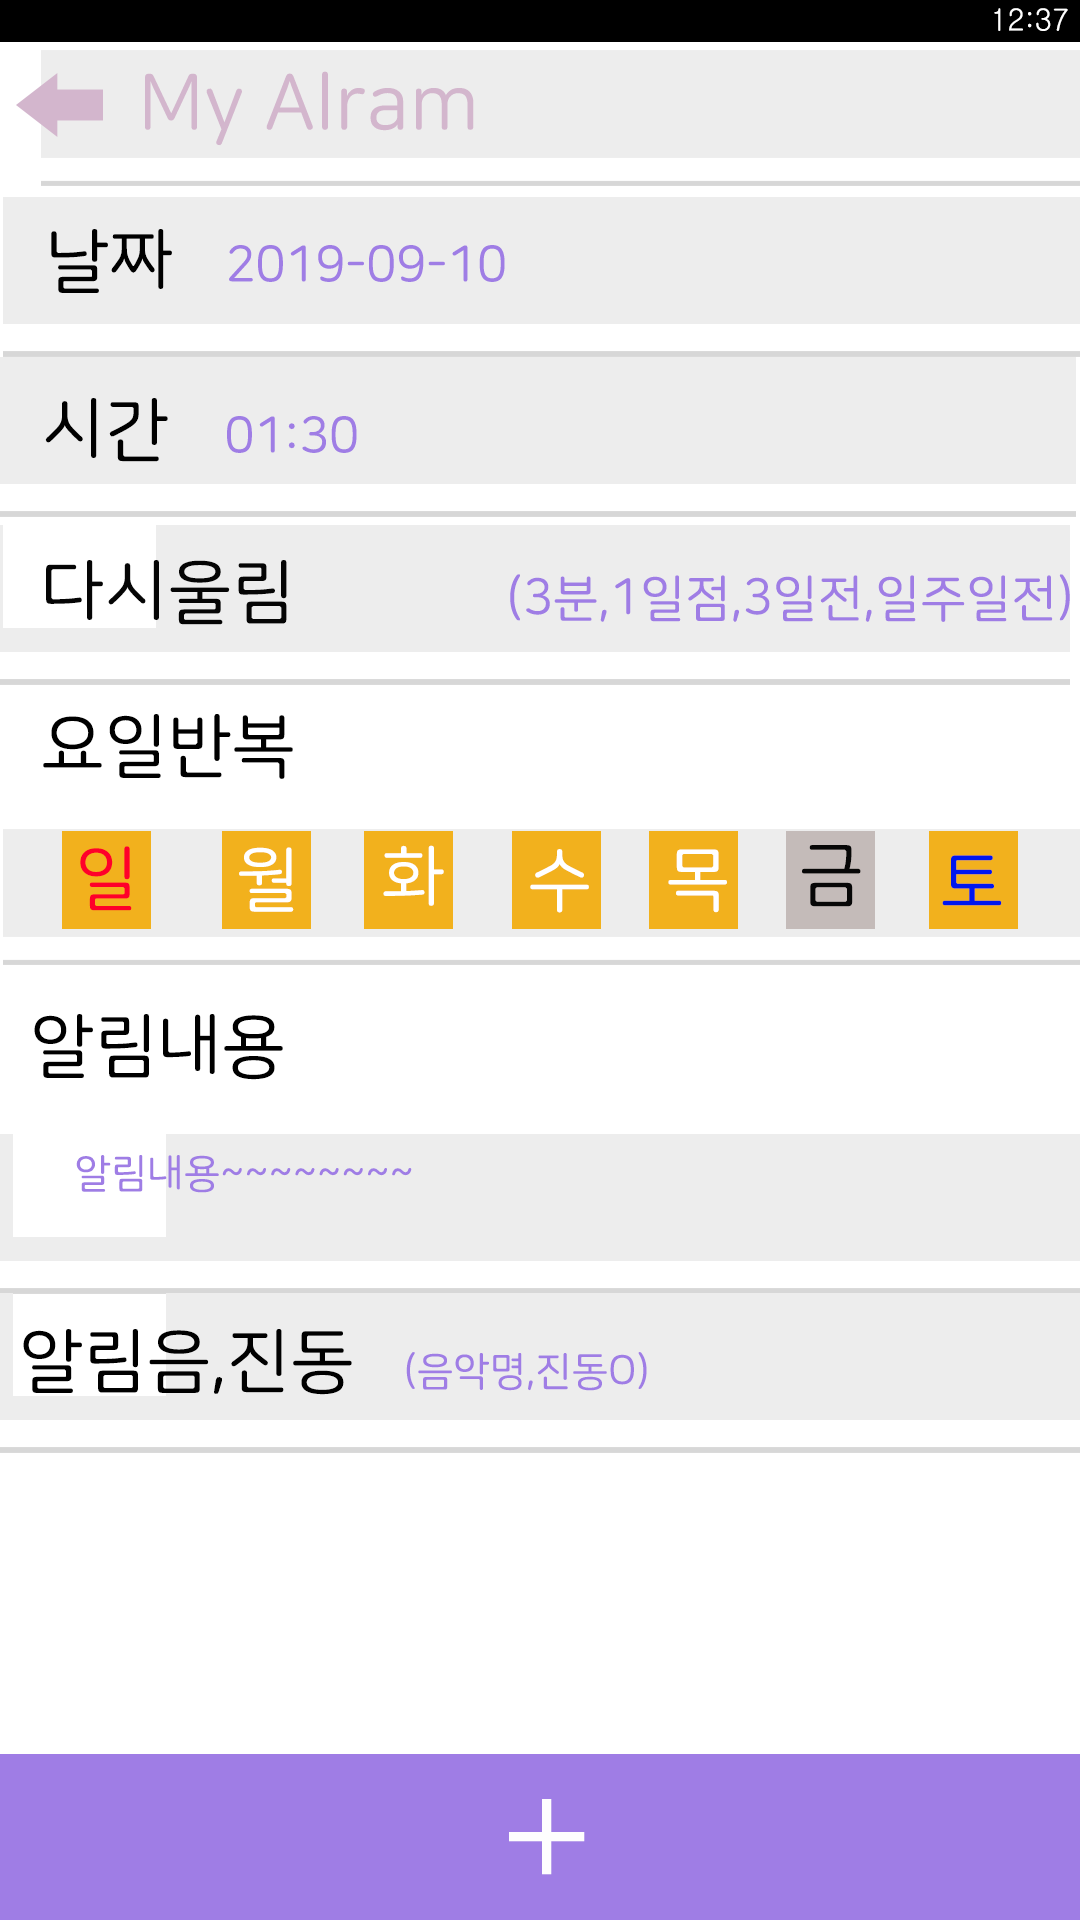 12:37
My Alram
날짜 2019-09-10
시간 01:30
다시울림 (3분,1일점,3일전,일주일전)
요일반복
일 월 화 수 목 금 토
알림내용
알림내용~~~~~~~~
알림음,진동 (음악명,진동O)
+